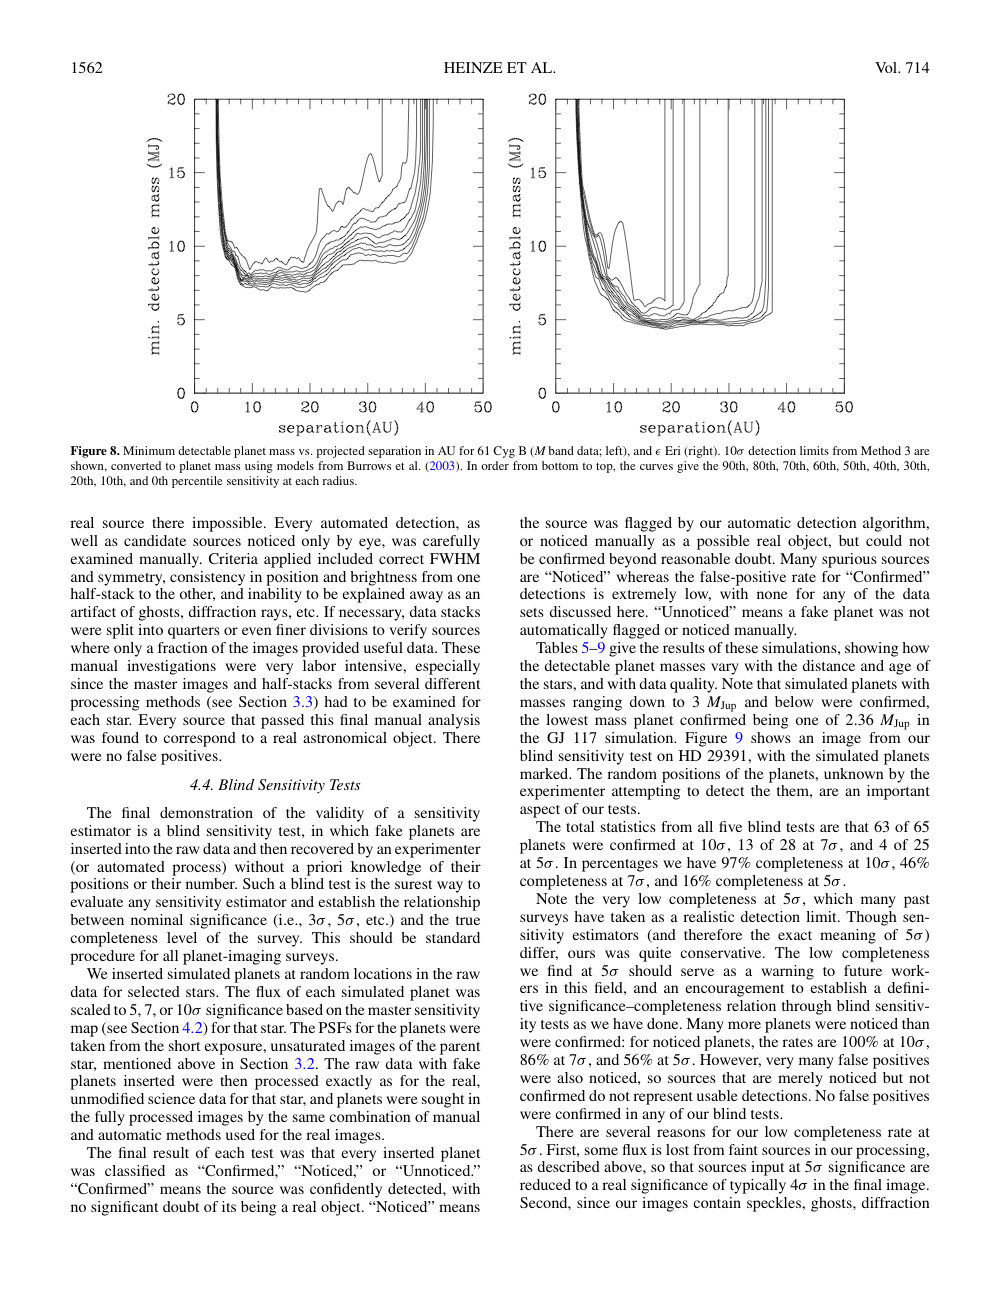 1562
HEINZE ET AL.
Vol. 714
20
15
10
5
0
0 10 20 30 40 50
min. detectable mass (MJ)
separation(AU)
20
15
10
5
0
0 10 20 30 40 50
min. detectable mass (MJ)
separation(AU)
Figure 8. Minimum detectable planet mass vs. projected separation in AU for 61 Cyg B (M band data; left), and ϵ Eri (right). 10σ detection limits from Method 3 are
shown, converted to planet mass using models from Burrows et al. (2003). In order from bottom to top, the curves give the 90th, 80th, 70th, 60th, 50th, 40th, 30th,
20th, 10th, and 0th percentile sensitivity at each radius.
real source there impossible. Every automated detection, as
well as candidate sources noticed only by eye, was carefully
examined manually. Criteria applied included correct FWHM
and symmetry, consistency in position and brightness from one
half-stack to the other, and inability to be explained away as an
artifact of ghosts, diffraction rays, etc. If necessary, data stacks
were split into quarters or even finer divisions to verify sources
where only a fraction of the images provided useful data. These
manual investigations were very labor intensive, especially
since the master images and half-stacks from several different
processing methods (see Section 3.3) had to be examined for
each star. Every source that passed this final manual analysis
was found to correspond to a real astronomical object. There
were no false positives.
4.4. Blind Sensitivity Tests
The final demonstration of the validity of a sensitivity
estimator is a blind sensitivity test, in which fake planets are
inserted into the raw data and then recovered by an experimenter
(or automated process) without a priori knowledge of their
positions or their number. Such a blind test is the surest way to
evaluate any sensitivity estimator and establish the relationship
between nominal significance (i.e., 3σ, 5σ, etc.) and the true
completeness level of the survey. This should be standard
procedure for all planet-imaging surveys.
We inserted simulated planets at random locations in the raw
data for selected stars. The flux of each simulated planet was
scaled to 5, 7, or 10σ significance based on the master sensitivity
map (see Section 4.2) for that star. The PSFs for the planets were
taken from the short exposure, unsaturated images of the parent
star, mentioned above in Section 3.2. The raw data with fake
planets inserted were then processed exactly as for the real,
unmodified science data for that star, and planets were sought in
the fully processed images by the same combination of manual
and automatic methods used for the real images.
The final result of each test was that every inserted planet
was classified as “Confirmed,” “Noticed,” or “Unnoticed.”
“Confirmed” means the source was confidently detected, with
no significant doubt of its being a real object. “Noticed” means
the source was flagged by our automatic detection algorithm,
or noticed manually as a possible real object, but could not
be confirmed beyond reasonable doubt. Many spurious sources
are “Noticed” whereas the false-positive rate for “Confirmed”
detections is extremely low, with none for any of the data
sets discussed here. “Unnoticed” means a fake planet was not
automatically flagged or noticed manually.
Tables 5–9 give the results of these simulations, showing how
the detectable planet masses vary with the distance and age of
the stars, and with data quality. Note that simulated planets with
masses ranging down to 3 MJup and below were confirmed,
the lowest mass planet confirmed being one of 2.36 MJup in
the GJ 117 simulation. Figure 9 shows an image from our
blind sensitivity test on HD 29391, with the simulated planets
marked. The random positions of the planets, unknown by the
experimenter attempting to detect the them, are an important
aspect of our tests.
The total statistics from all five blind tests are that 63 of 65
planets were confirmed at 10σ, 13 of 28 at 7σ, and 4 of 25
at 5σ. In percentages we have 97% completeness at 10σ, 46%
completeness at 7σ, and 16% completeness at 5σ.
Note the very low completeness at 5σ, which many past
surveys have taken as a realistic detection limit. Though sen-
sitivity estimators (and therefore the exact meaning of 5σ)
differ, ours was quite conservative. The low completeness
we find at 5σ should serve as a warning to future work-
ers in this field, and an encouragement to establish a defini-
tive significance–completeness relation through blind sensitiv-
ity tests as we have done. Many more planets were noticed than
were confirmed: for noticed planets, the rates are 100% at 10σ,
86% at 7σ, and 56% at 5σ. However, very many false positives
were also noticed, so sources that are merely noticed but not
confirmed do not represent usable detections. No false positives
were confirmed in any of our blind tests.
There are several reasons for our low completeness rate at
5σ. First, some flux is lost from faint sources in our processing,
as described above, so that sources input at 5σ significance are
reduced to a real significance of typically 4σ in the final image.
Second, since our images contain speckles, ghosts, diffraction